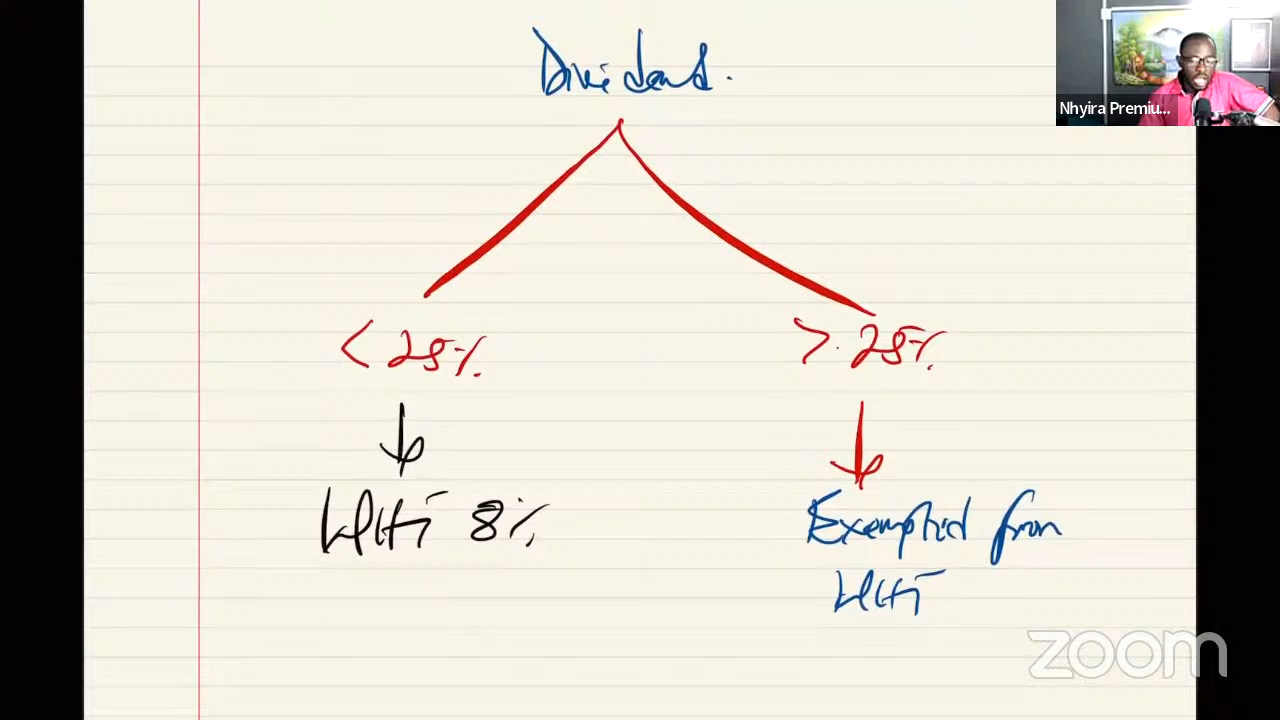 Dividend.
Nhyira Premiu...
< 25%
> 25%
WHT 8%
Exempted from
WHT
zoom